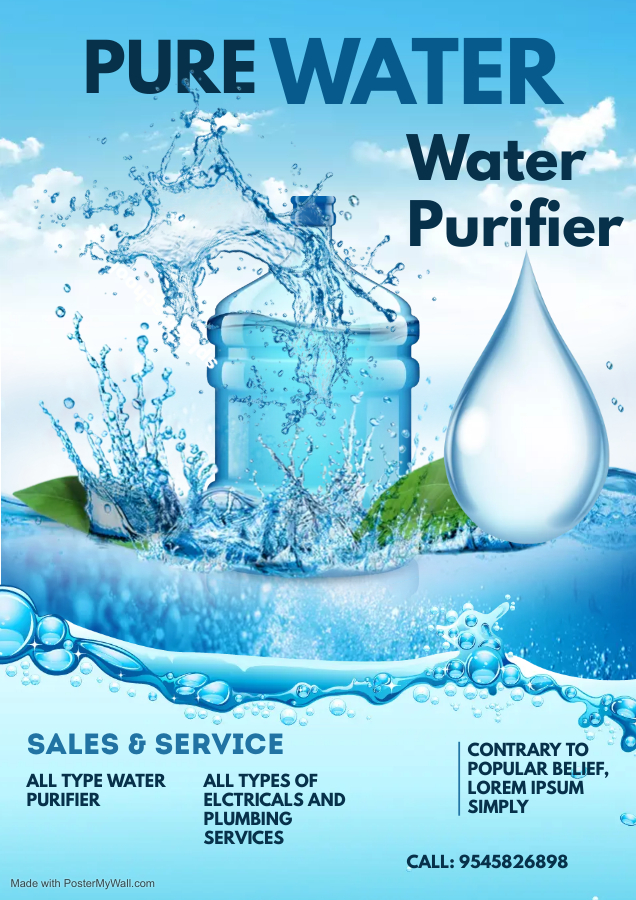 PURE WATER
Water
Purifier
SALES & SERVICE
ALL TYPE WATER
PURIFIER
ALL TYPES OF
ELCTRICALS AND
PLUMBING
SERVICES
CONTRARY TO
POPULAR BELIEF,
LOREM IPSUM
SIMPLY
CALL: 9545826898
Made with PosterMyWall.com